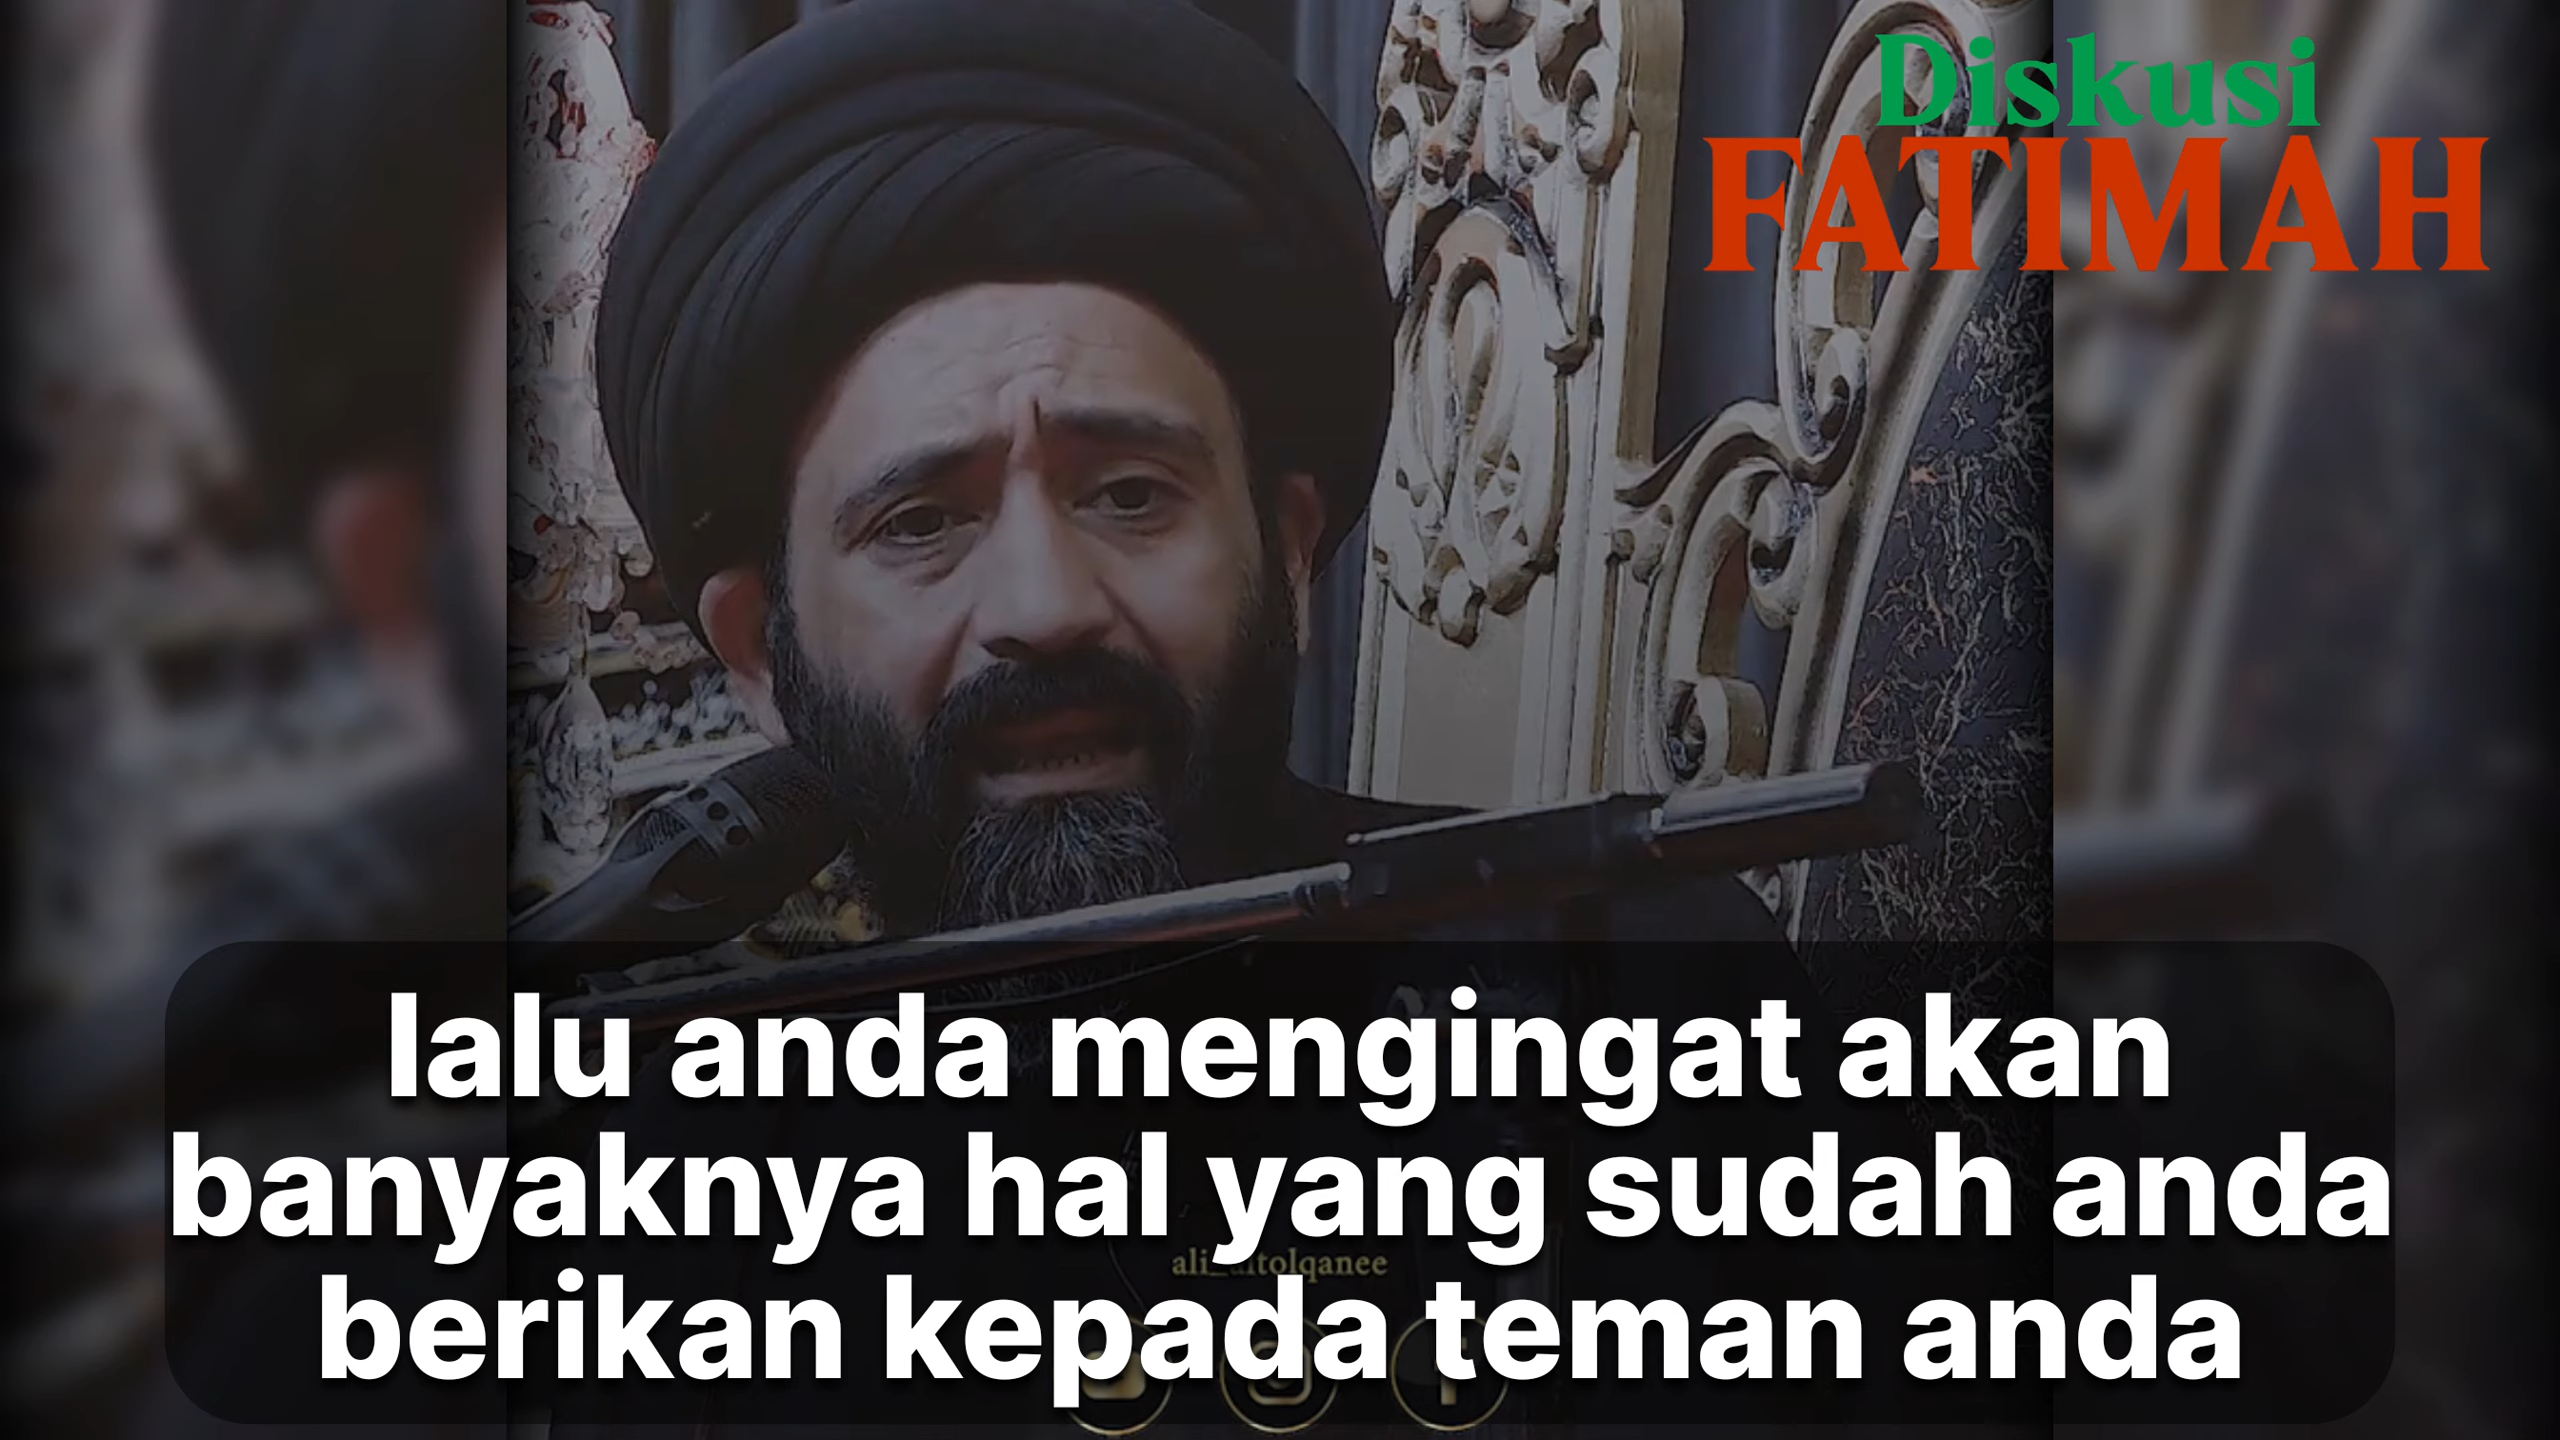 Diskusi
FATIMAH
lalu anda mengingat akan
banyaknya hal yang sudah anda
berikan kepada teman anda